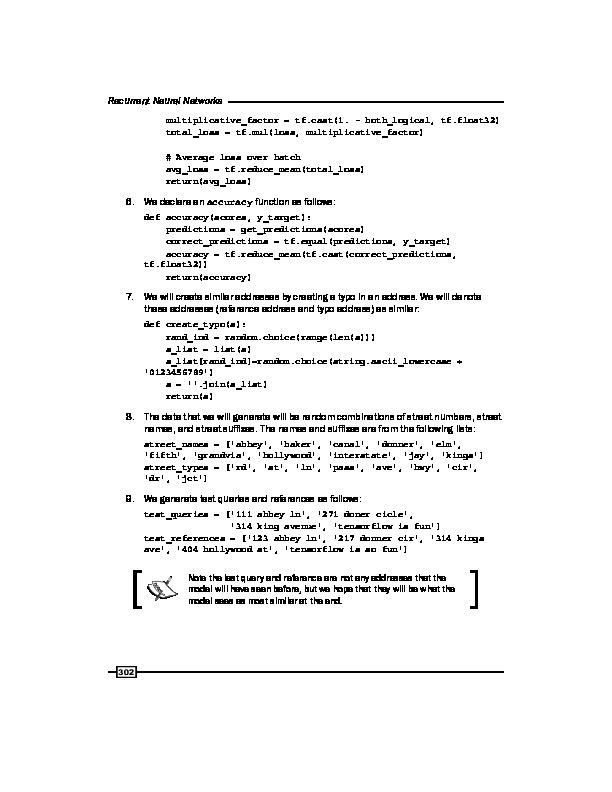 Recurrent Neural Networks
multiplicative_factor = tf.cast(1. - both_logical, tf.float32)
total_loss = tf.mul(loss, multiplicative_factor)
# Average loss over batch
avg_loss = tf.reduce_mean(total_loss)
return(avg_loss)
6. We declare an accuracy function as follows:
def accuracy(scores, y_target):
predictions = get_predictions(scores)
correct_predictions = tf.equal(predictions, y_target)
accuracy = tf.reduce_mean(tf.cast(correct_predictions,
tf.float32))
return(accuracy)
7. We will create similar addresses by creating a typo in an address. We will denote
these addresses (reference address and typo address) as similar:
def create_typo(s):
rand_ind = random.choice(range(len(s)))
s_list = list(s)
s_list[rand_ind]=random.choice(string.ascii_lowercase +
'0123456789')
s = ''.join(s_list)
return(s)
8. The data that we will generate will be random combinations of street numbers, street
names, and street suffixes. The names and suffixes are from the following lists:
street_names = ['abbey', 'baker', 'canal', 'donner', 'elm',
'fifth', 'grandvia', 'hollywood', 'interstate', 'jay', 'kings']
street_types = ['rd', 'st', 'ln', 'pass', 'ave', 'hwy', 'cir',
'dr', 'jct']
9. We generate test queries and references as follows:
test_queries = ['111 abbey ln', '271 doner cicle',
'314 king avenue', 'tensorflow is fun']
test_references = ['123 abbey ln', '217 donner cir', '314 kings
ave', '404 hollywood st', 'tensorflow is so fun']
Note the last query and reference are not any addresses that the
model will have seen before, but we hope that they will be what the
model sees as most similar at the end.
302